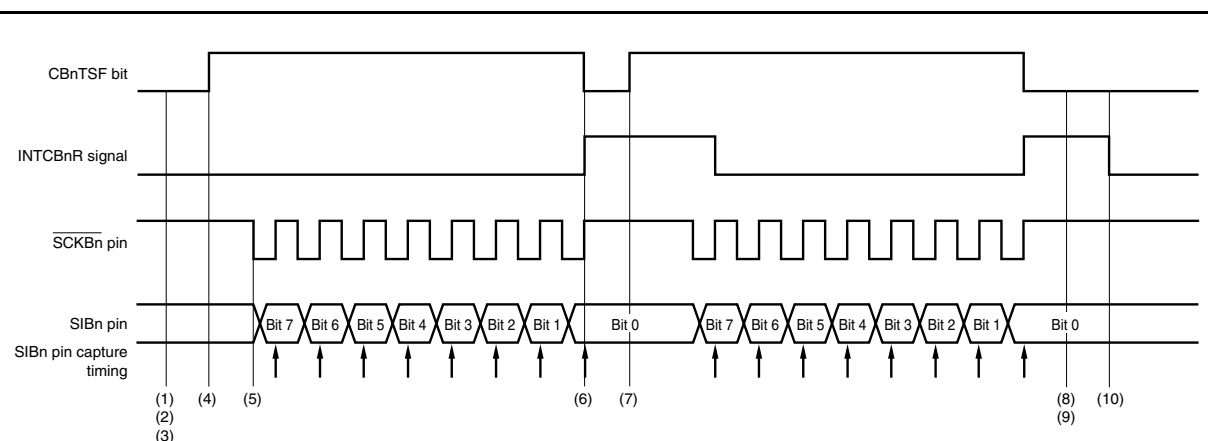 CBnTSF bit
INTCBnR signal
SCKBn pin
SIBn pin
Bit 7 Bit 6 Bit 5 Bit 4 Bit 3 Bit 2 Bit 1 Bit 0 Bit 7 Bit 6 Bit 5 Bit 4 Bit 3 Bit 2 Bit 1 Bit 0
SIBn pin capture
timing
(1) (4) (5) (6) (7) (8) (10)
(2) (9)
(3)